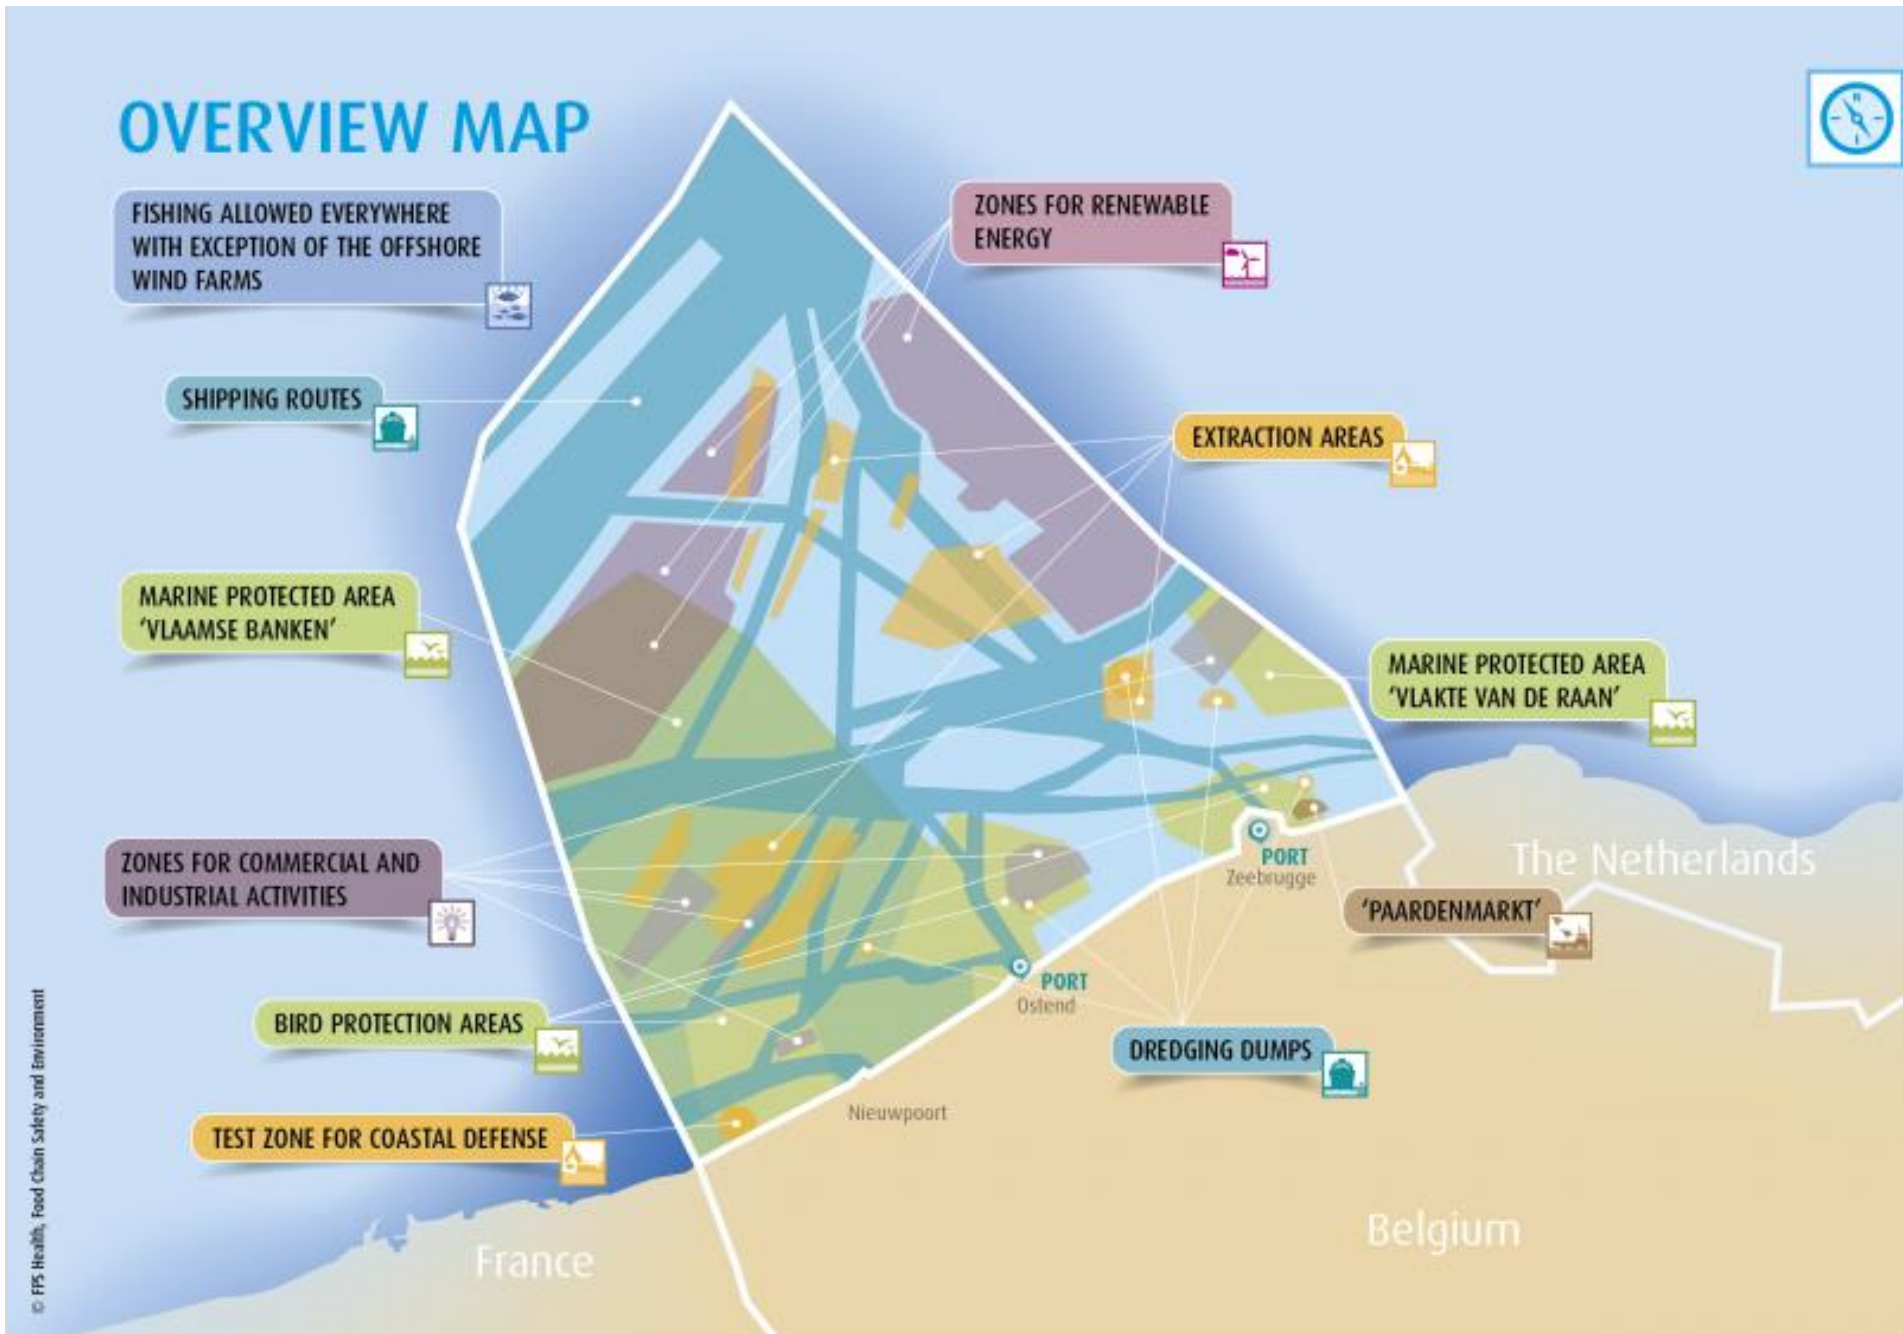 OVERVIEW MAP
N
FISHING ALLOWED EVERYWHERE
WITH EXCEPTION OF THE OFFSHORE
WIND FARMS
ZONES FOR RENEWABLE
ENERGY
SHIPPING ROUTES
EXTRACTION AREAS
MARINE PROTECTED AREA
‘VLAAMSE BANKEN’
MARINE PROTECTED AREA
‘VLAKTE VAN DE RAAN’
ZONES FOR COMMERCIAL AND
INDUSTRIAL ACTIVITIES
PORT
Zeebrugge
The Netherlands
‘PAARDENMARKT’
PORT
Ostend
BIRD PROTECTION AREAS
DREDGING DUMPS
Nieuwpoort
TEST ZONE FOR COASTAL DEFENSE
Belgium
France
© FPS Health, Food Chain Safety and Environment